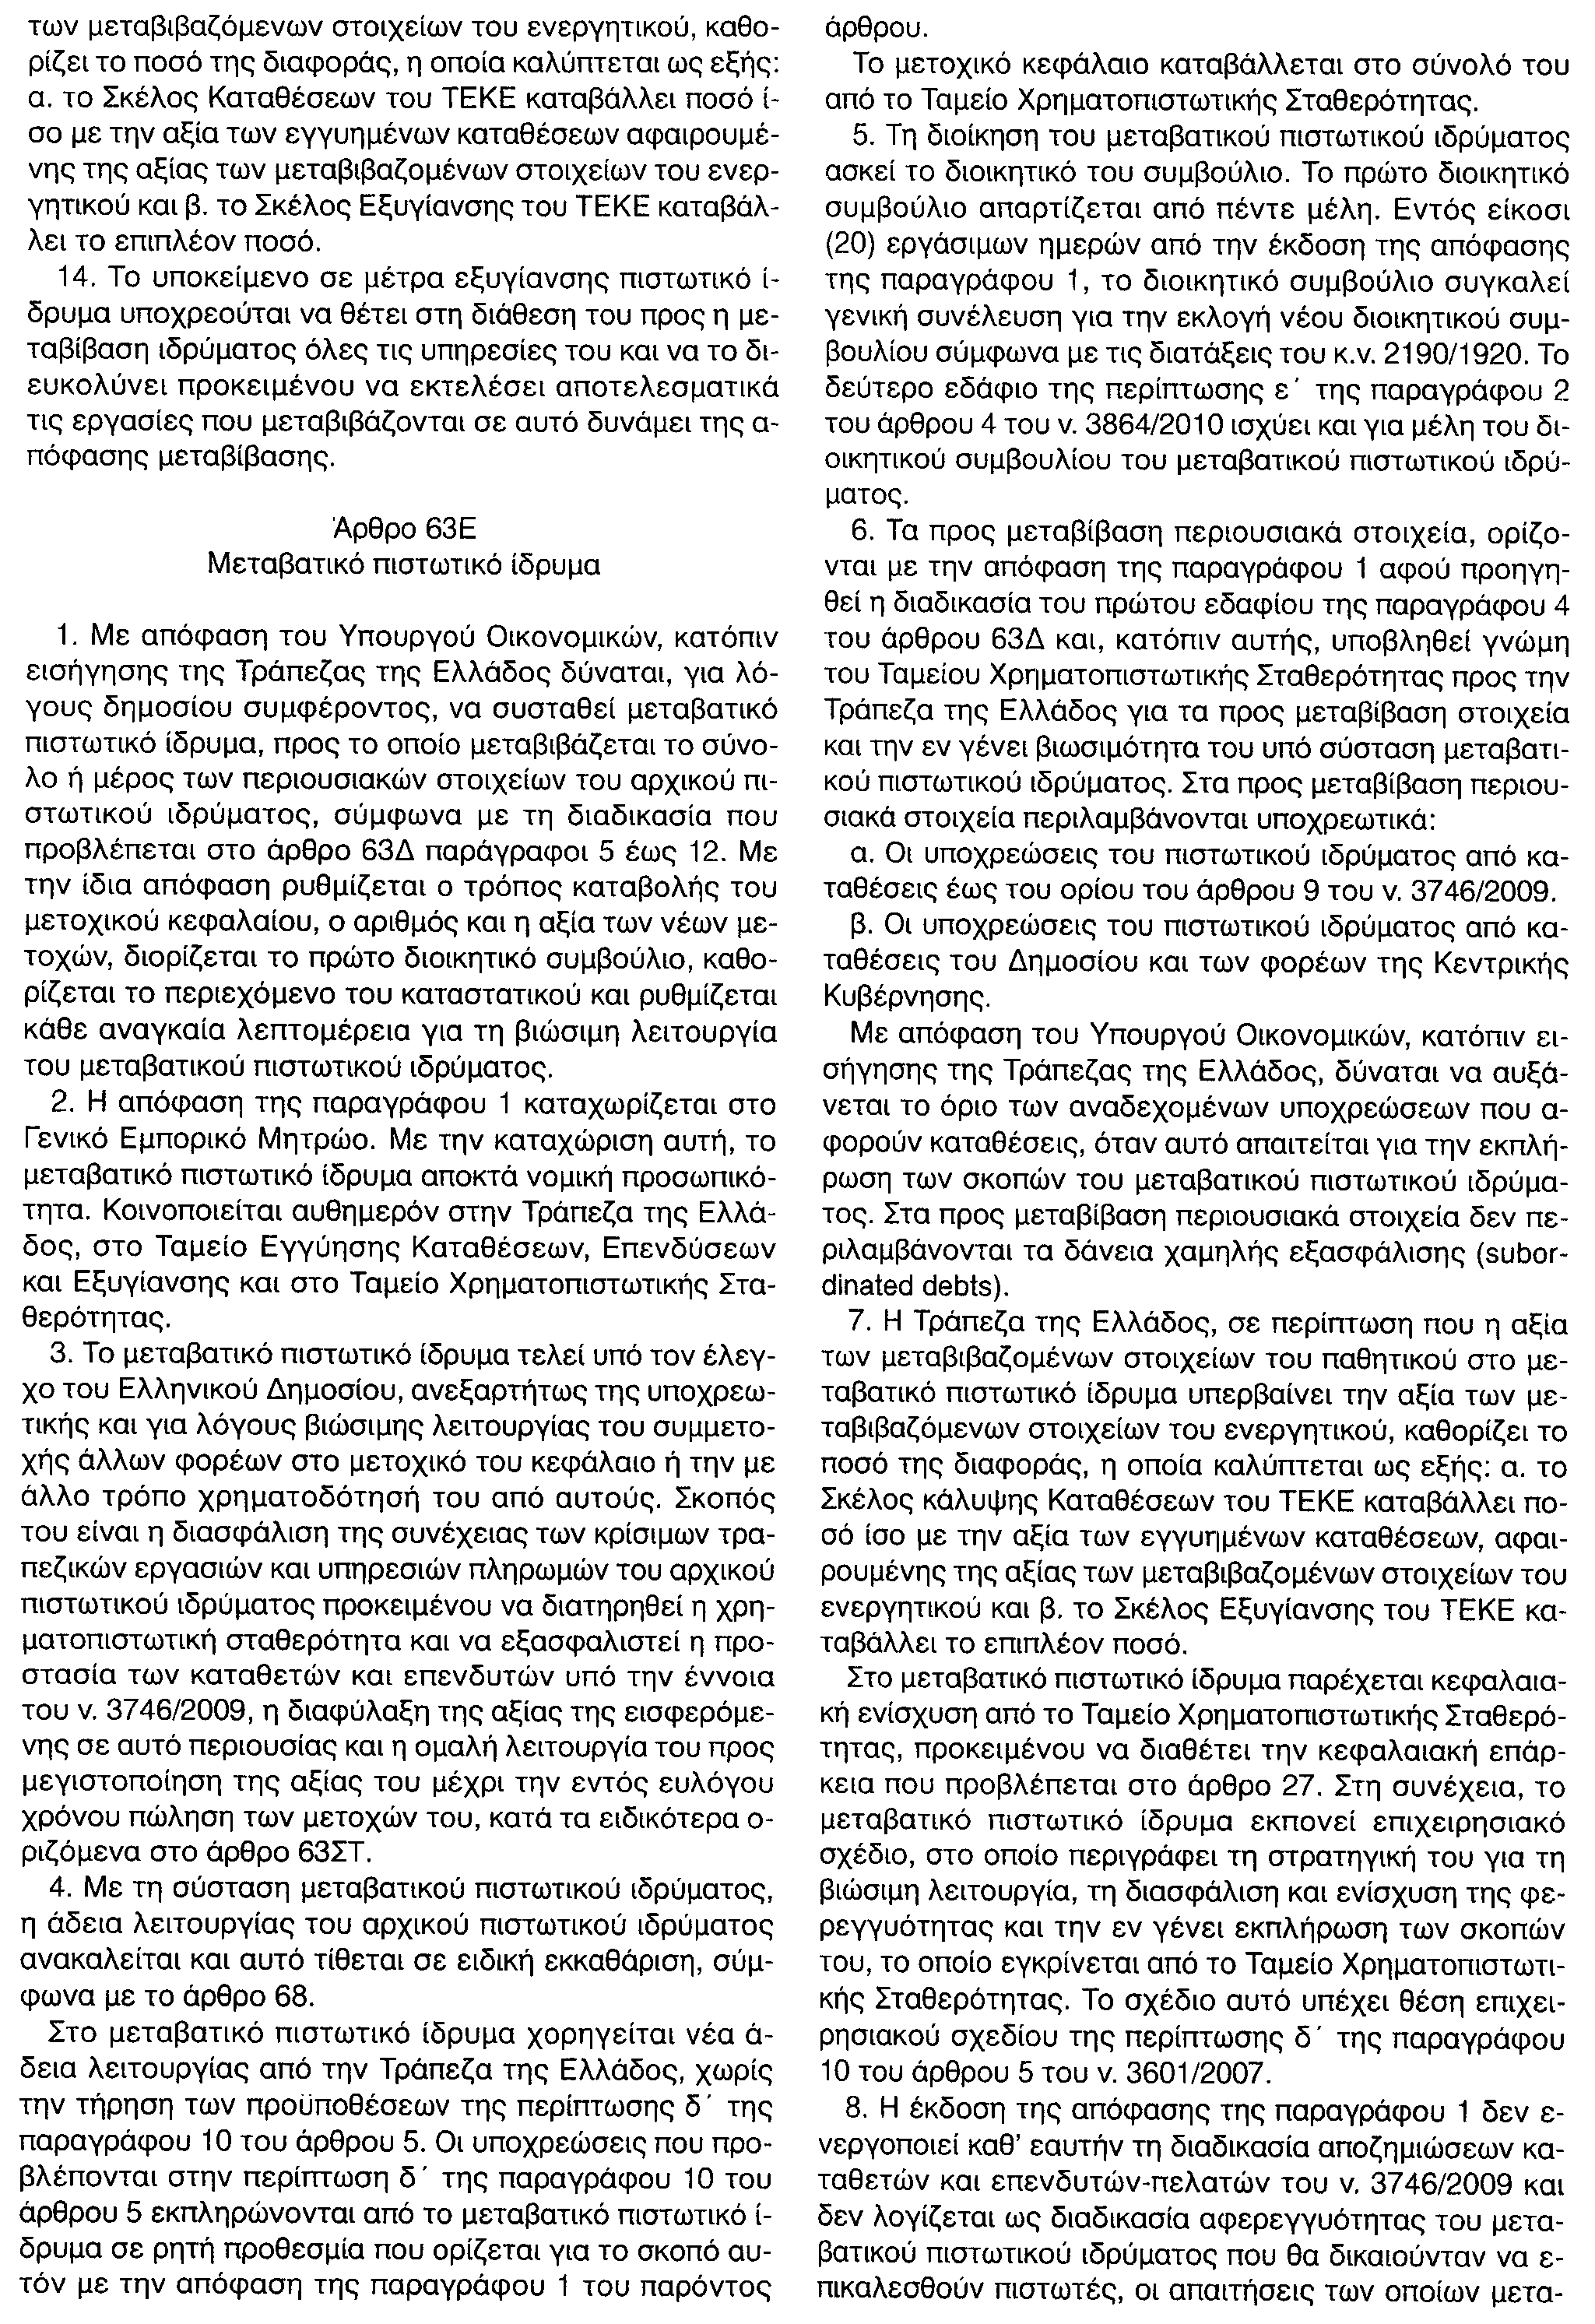 των μεταβιβαζόμενων στοιχείων του ενεργητικού, καθο-
ρίζει το ποσό της διαφοράς, η οποία καλύπτεται ως εξής:
α. το Σκέλος Καταθέσεων του ΤΕΚΕ καταβάλλει ποσό ί-
σο με την αξία των εγγυημένων καταθέσεων αφαιρουμέ-
νης της αξίας των μεταβιβαζομένων στοιχείων του ενερ-
γητικού και β. το Σκέλος Εξυγίανσης του ΤΕΚΕ καταβάλ-
λει το επιπλέον ποσό.
14. Το υποκείμενο σε μέτρα εξυγίανσης πιστωτικό ί-
δρυμα υποχρεούται να θέτει στη διάθεση του προς η με-
ταβίβαση ιδρύματος όλες τις υπηρεσίες του και να το δι-
ευκολύνει προκειμένου να εκτελέσει αποτελεσματικά
τις εργασίες που μεταβιβάζονται σε αυτό δυνάμει της α-
πόφασης μεταβίβασης.
Άρθρο 63Ε
Μεταβατικό πιστωτικό ίδρυμα
1. Με απόφαση του Υπουργού Οικονομικών, κατόπιν
εισήγησης της Τράπεζας της Ελλάδος δύναται, για λό-
γους δημοσίου συμφέροντος, να συσταθεί μεταβατικό
πιστωτικό ίδρυμα, προς το οποίο μεταβιβάζεται το σύνο-
λο ή μέρος των περιουσιακών στοιχείων του αρχικού πι-
στωτικού ιδρύματος, σύμφωνα με τη διαδικασία που
προβλέπεται στο άρθρο 63Δ παράγραφοι 5 έως 12. Με
την ίδια απόφαση ρυθμίζεται ο τρόπος καταβολής του
μετοχικού κεφαλαίου, ο αριθμός και η αξία των νέων με-
τοχών, διορίζεται το πρώτο διοικητικό συμβούλιο, καθο-
ρίζεται το περιεχόμενο του καταστατικού και ρυθμίζεται
κάθε αναγκαία λεπτομέρεια για τη βιώσιμη λειτουργία
του μεταβατικού πιστωτικού ιδρύματος.
2. Η απόφαση της παραγράφου 1 καταχωρίζεται στο
Γενικό Εμπορικό Μητρώο. Με την καταχώριση αυτή, το
μεταβατικό πιστωτικό ίδρυμα αποκτά νομική προσωπικό-
τητα. Κοινοποιείται αυθημερόν στην Τράπεζα της Ελλά-
δος, στο Ταμείο Εγγύησης Καταθέσεων, Επενδύσεων
και Εξυγίανσης και στο Ταμείο Χρηματοπιστωτικής Στα-
θερότητας.
3. Το μεταβατικό πιστωτικό ίδρυμα τελεί υπό τον έλεγ-
χο του Ελληνικού Δημοσίου, ανεξαρτήτως της υποχρεω-
τικής και για λόγους βιώσιμης λειτουργίας του συμμετο-
χής άλλων φορέων στο μετοχικό του κεφάλαιο ή την με
άλλο τρόπο χρηματοδότησή του από αυτούς. Σκοπός
του είναι η διασφάλιση της συνέχειας των κρίσιμων τρα-
πεζικών εργασιών και υπηρεσιών πληρωμών του αρχικού
πιστωτικού ιδρύματος προκειμένου να διατηρηθεί η χρη-
ματοπιστωτική σταθερότητα και να εξασφαλιστεί η προ-
στασία των καταθετών και επενδυτών υπό την έννοια
του ν. 3746/2009, η διαφύλαξη της αξίας της εισφερόμε-
νης σε αυτό περιουσίας και η ομαλή λειτουργία του προς
μεγιστοποίηση της αξίας του μέχρι την εντός ευλόγου
χρόνου πώληση των μετοχών του, κατά τα ειδικότερα ο-
ριζόμενα στο άρθρο 63ΣΤ.
4. Με τη σύσταση μεταβατικού πιστωτικού ιδρύματος,
η άδεια λειτουργίας του αρχικού πιστωτικού ιδρύματος
ανακαλείται και αυτό τίθεται σε ειδική εκκαθάριση, σύμ-
φωνα με το άρθρο 68.
Στο μεταβατικό πιστωτικό ίδρυμα χορηγείται νέα ά-
δεια λειτουργίας από την Τράπεζα της Ελλάδος, χωρίς
την τήρηση των προϋποθέσεων της περίπτωσης δ΄ της
παραγράφου 10 του άρθρου 5. Οι υποχρεώσεις που προ-
βλέπονται στην περίπτωση δ΄ της παραγράφου 10 του
άρθρου 5 εκπληρώνονται από το μεταβατικό πιστωτικό ί-
δρυμα σε ρητή προθεσμία που ορίζεται για το σκοπό αυ-
τόν με την απόφαση της παραγράφου 1 του παρόντος
άρθρου.
Το μετοχικό κεφάλαιο καταβάλλεται στο σύνολό του
από το Ταμείο Χρηματοπιστωτικής Σταθερότητας.
5. Τη διοίκηση του μεταβατικού πιστωτικού ιδρύματος
ασκεί το διοικητικό του συμβούλιο. Το πρώτο διοικητικό
συμβούλιο απαρτίζεται από πέντε μέλη. Εντός είκοσι
(20) εργάσιμων ημερών από την έκδοση της απόφασης
της παραγράφου 1, το διοικητικό συμβούλιο συγκαλεί
γενική συνέλευση για την εκλογή νέου διοικητικού συμ-
βουλίου σύμφωνα με τις διατάξεις του κ.ν. 2190/1920. Το
δεύτερο εδάφιο της περίπτωσης ε΄ της παραγράφου 2
του άρθρου 4 του ν. 3864/2010 ισχύει και για μέλη του δι-
οικητικού συμβουλίου του μεταβατικού πιστωτικού ιδρύ-
ματος.
6. Τα προς μεταβίβαση περιουσιακά στοιχεία, ορίζο-
νται με την απόφαση της παραγράφου 1 αφού προηγη-
θεί η διαδικασία του πρώτου εδαφίου της παραγράφου 4
του άρθρου 63Δ και, κατόπιν αυτής, υποβληθεί γνώμη
του Ταμείου Χρηματοπιστωτικής Σταθερότητας προς την
Τράπεζα της Ελλάδος για τα προς μεταβίβαση στοιχεία
και την εν γένει βιωσιμότητα του υπό σύσταση μεταβατι-
κού πιστωτικού ιδρύματος. Στα προς μεταβίβαση περιου-
σιακά στοιχεία περιλαμβάνονται υποχρεωτικά:
α. Οι υποχρεώσεις του πιστωτικού ιδρύματος από κα-
ταθέσεις έως του ορίου του άρθρου 9 του ν. 3746/2009.
β. Οι υποχρεώσεις του πιστωτικού ιδρύματος από κα-
ταθέσεις του Δημοσίου και των φορέων της Κεντρικής
Κυβέρνησης.
Με απόφαση του Υπουργού Οικονομικών, κατόπιν ει-
σήγησης της Τράπεζας της Ελλάδος, δύναται να αυξά-
νεται το όριο των αναδεχομένων υποχρεώσεων που α-
φορούν καταθέσεις, όταν αυτό απαιτείται για την εκπλή-
ρωση των σκοπών του μεταβατικού πιστωτικού ιδρύμα-
τος. Στα προς μεταβίβαση περιουσιακά στοιχεία δεν πε-
ριλαμβάνονται τα δάνεια χαμηλής εξασφάλισης (subor-
dinated debts).
7. Η Τράπεζα της Ελλάδος, σε περίπτωση που η αξία
των μεταβιβαζομένων στοιχείων του παθητικού στο με-
ταβατικό πιστωτικό ίδρυμα υπερβαίνει την αξία των με-
ταβιβαζόμενων στοιχείων του ενεργητικού, καθορίζει το
ποσό της διαφοράς, η οποία καλύπτεται ως εξής: α. το
Σκέλος κάλυψης Καταθέσεων του ΤΕΚΕ καταβάλλει πο-
σό ίσο με την αξία των εγγυημένων καταθέσεων, αφαι-
ρουμένης της αξίας των μεταβιβαζομένων στοιχείων του
ενεργητικού και β. το Σκέλος Εξυγίανσης του ΤΕΚΕ κα-
ταβάλλει το επιπλέον ποσό.
Στο μεταβατικό πιστωτικό ίδρυμα παρέχεται κεφαλαια-
κή ενίσχυση από το Ταμείο Χρηματοπιστωτικής Σταθερό-
τητας, προκειμένου να διαθέτει την κεφαλαιακή επάρ-
κεια που προβλέπεται στο άρθρο 27. Στη συνέχεια, το
μεταβατικό πιστωτικό ίδρυμα εκπονεί επιχειρησιακό
σχέδιο, στο οποίο περιγράφει τη στρατηγική του για τη
βιώσιμη λειτουργία, τη διασφάλιση και ενίσχυση της φε-
ρεγγυότητας και την εν γένει εκπλήρωση των σκοπών
του, το οποίο εγκρίνεται από το Ταμείο Χρηματοπιστωτι-
κής Σταθερότητας. Το σχέδιο αυτό υπέχει θέση επιχει-
ρησιακού σχεδίου της περίπτωσης δ΄ της παραγράφου
10 του άρθρου 5 του ν. 3601/2007.
8. Η έκδοση της απόφασης της παραγράφου 1 δεν ε-
νεργοποιεί καθ’ εαυτήν τη διαδικασία αποζημιώσεων κα-
ταθετών και επενδυτών-πελατών του ν. 3746/2009 και
δεν λογίζεται ως διαδικασία αφερεγγυότητας του μετα-
βατικού πιστωτικού ιδρύματος που θα δικαιούνταν να ε-
πικαλεσθούν πιστωτές, οι απαιτήσεις των οποίων μετα-